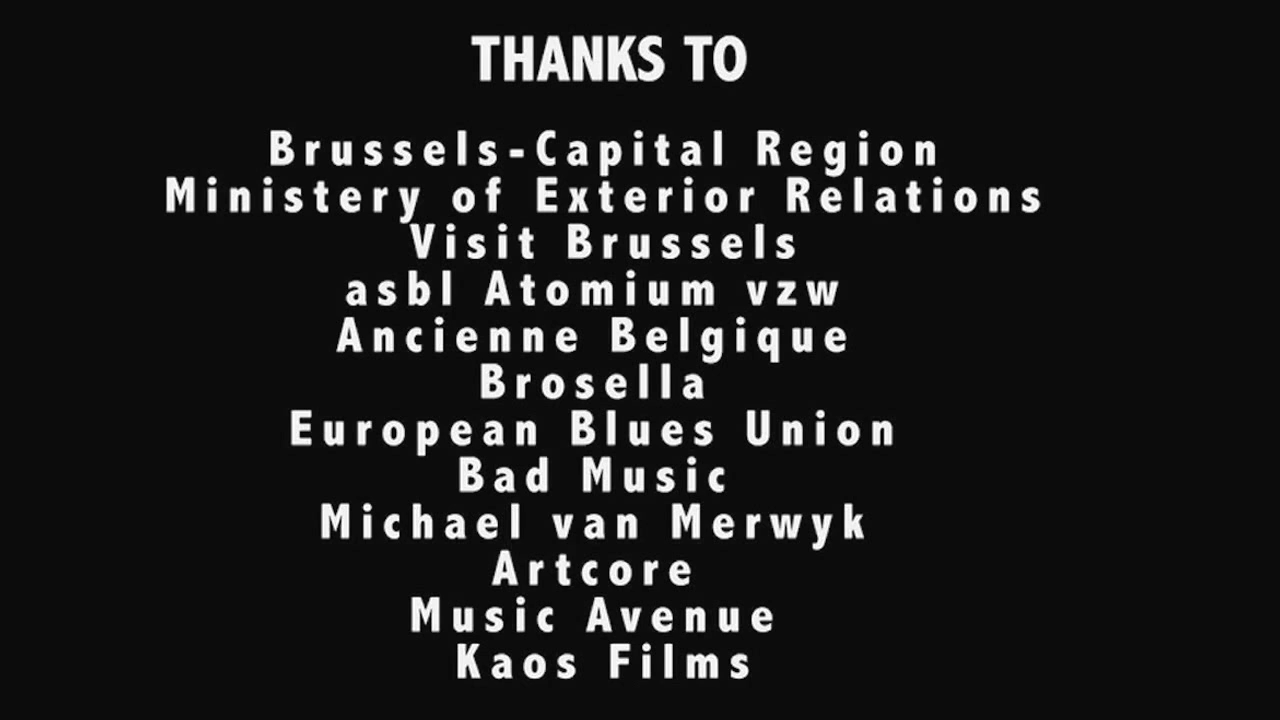 THANKS TO
Brussels-Capital Region
Ministery of Exterior Relations
Visit Brussels
asbl Atomium vzw
Ancienne Belgique
Brosella
European Blues Union
Bad Music
Michael van Merwyk
Artcore
Music Avenue
Kaos Films